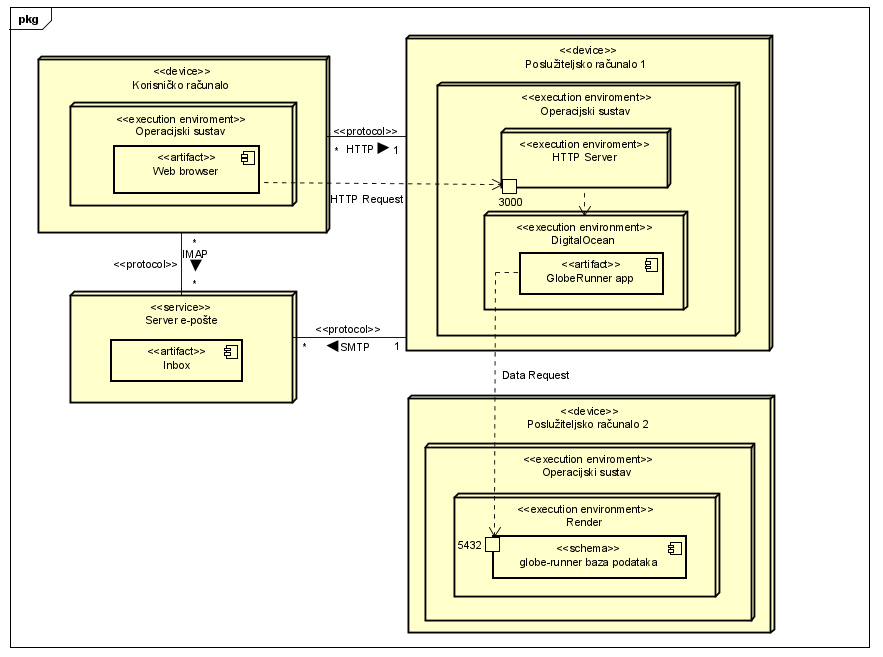 pkg
<<device>>
Korisničko računalo
<<execution enviroment>>
Operacijski sustav
<<artifact>>
Web browser
<<protocol>>
* HTTP 1
HTTP Request
<<device>>
Poslužiteljsko računalo 1
<<execution enviroment>>
Operacijski sustav
<<execution enviroment>>
HTTP Server
3000
<<execution environment>>
DigitalOcean
<<artifact>>
GlobeRunner app
*
IMAP
<<protocol>>
*
<<service>>
Server e-pošte
<<artifact>>
Inbox
<<protocol>>
* SMTP 1
Data Request
<<device>>
Poslužiteljsko računalo 2
<<execution enviroment>>
Operacijski sustav
<<execution environment>>
Render
5432
<<schema>>
globe-runner baza podataka